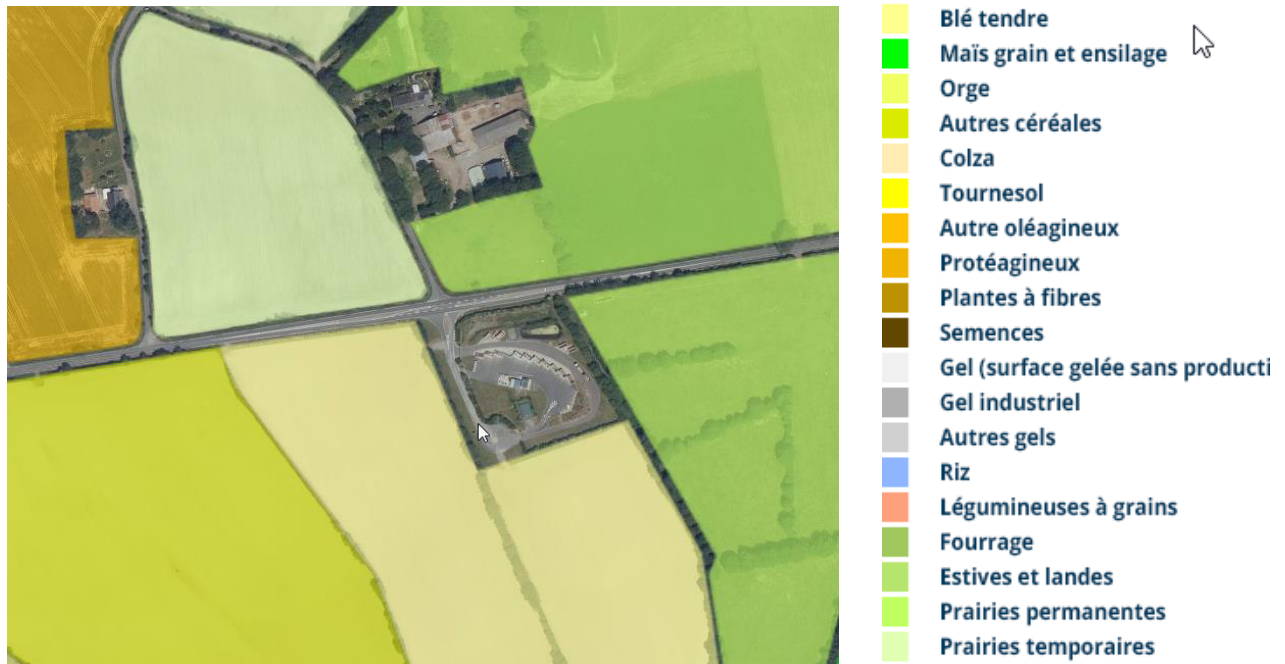 Blé tendre
Maïs grain et ensilage
Orge
Autres céréales
Colza
Tournesol
Autre oléagineux
Protéagineux
Plantes à fibres
Semences
Gel (surface gelée sans producti
Gel industriel
Autres gels
Riz
Légumineuses à grains
Fourrage
Estives et landes
Prairies permanentes
Prairies temporaires